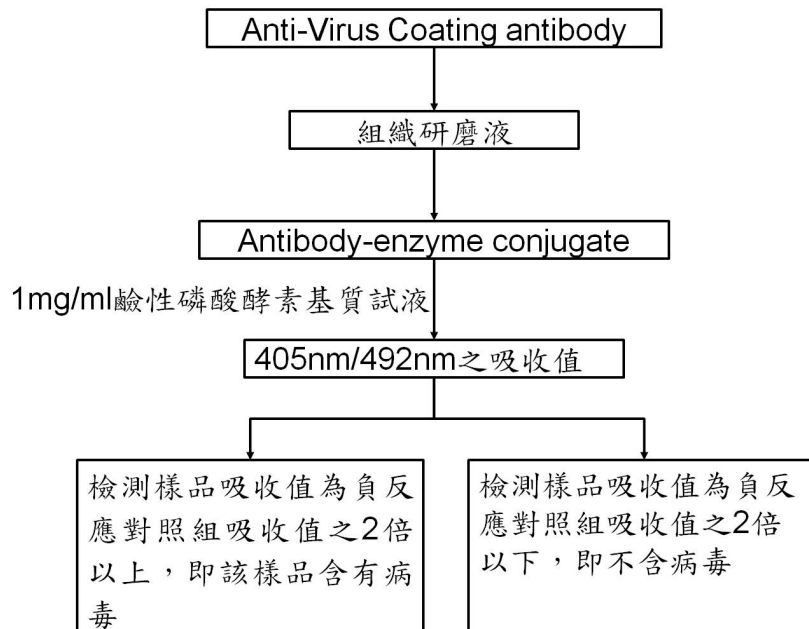 Anti-Virus Coating antibody
組織研磨液
Antibody-enzyme conjugate
1mg/ml鹼性磷酸酵素基質試液
405nm/492nm之吸收值
檢測樣品吸收值為負反
應對照組吸收值之2倍
以上，即該樣品含有病
毒
檢測樣品吸收值為負反
應對照組吸收值之2倍
以下，即不含病毒